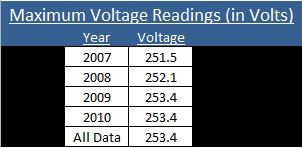 Maximum Voltage Readings (in Volts)
Year Voltage
2007 251.5
2008 252.1
2009 253.4
2010 253.4
All Data 253.4